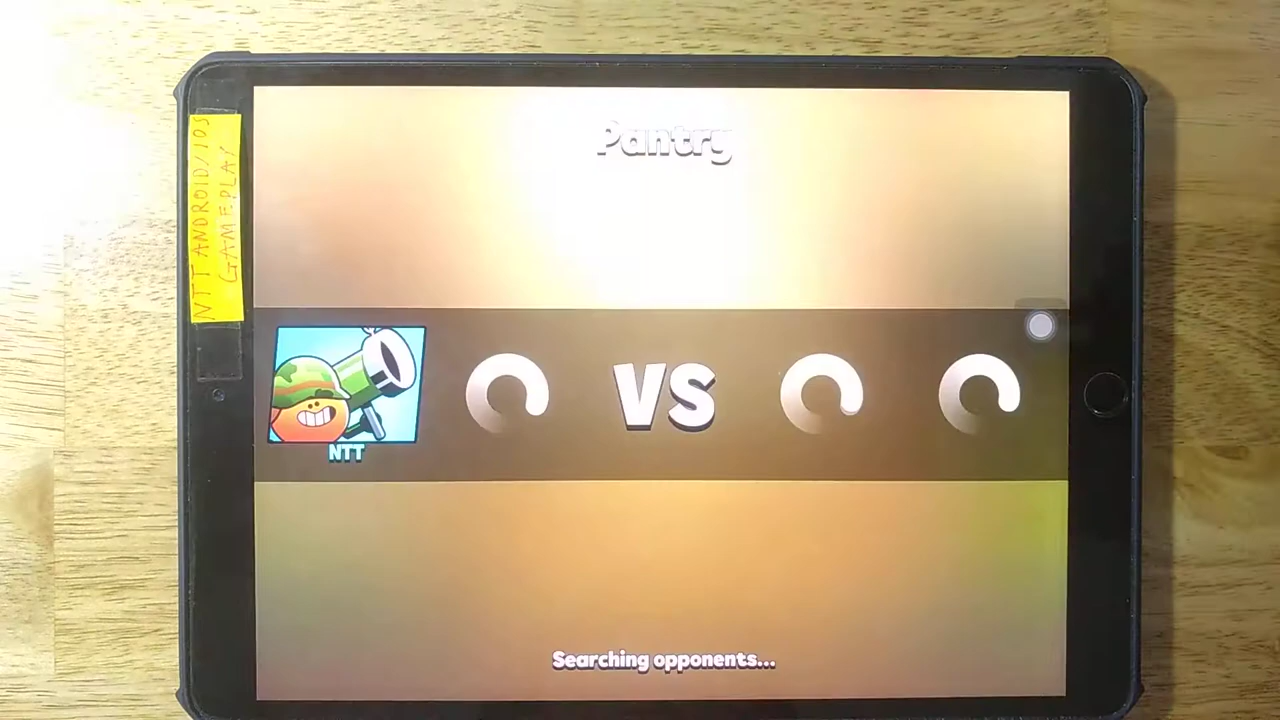 NTT ANDROID/IOS
GAMEPLAY
Pantry
NTT
VS
Searching opponents...